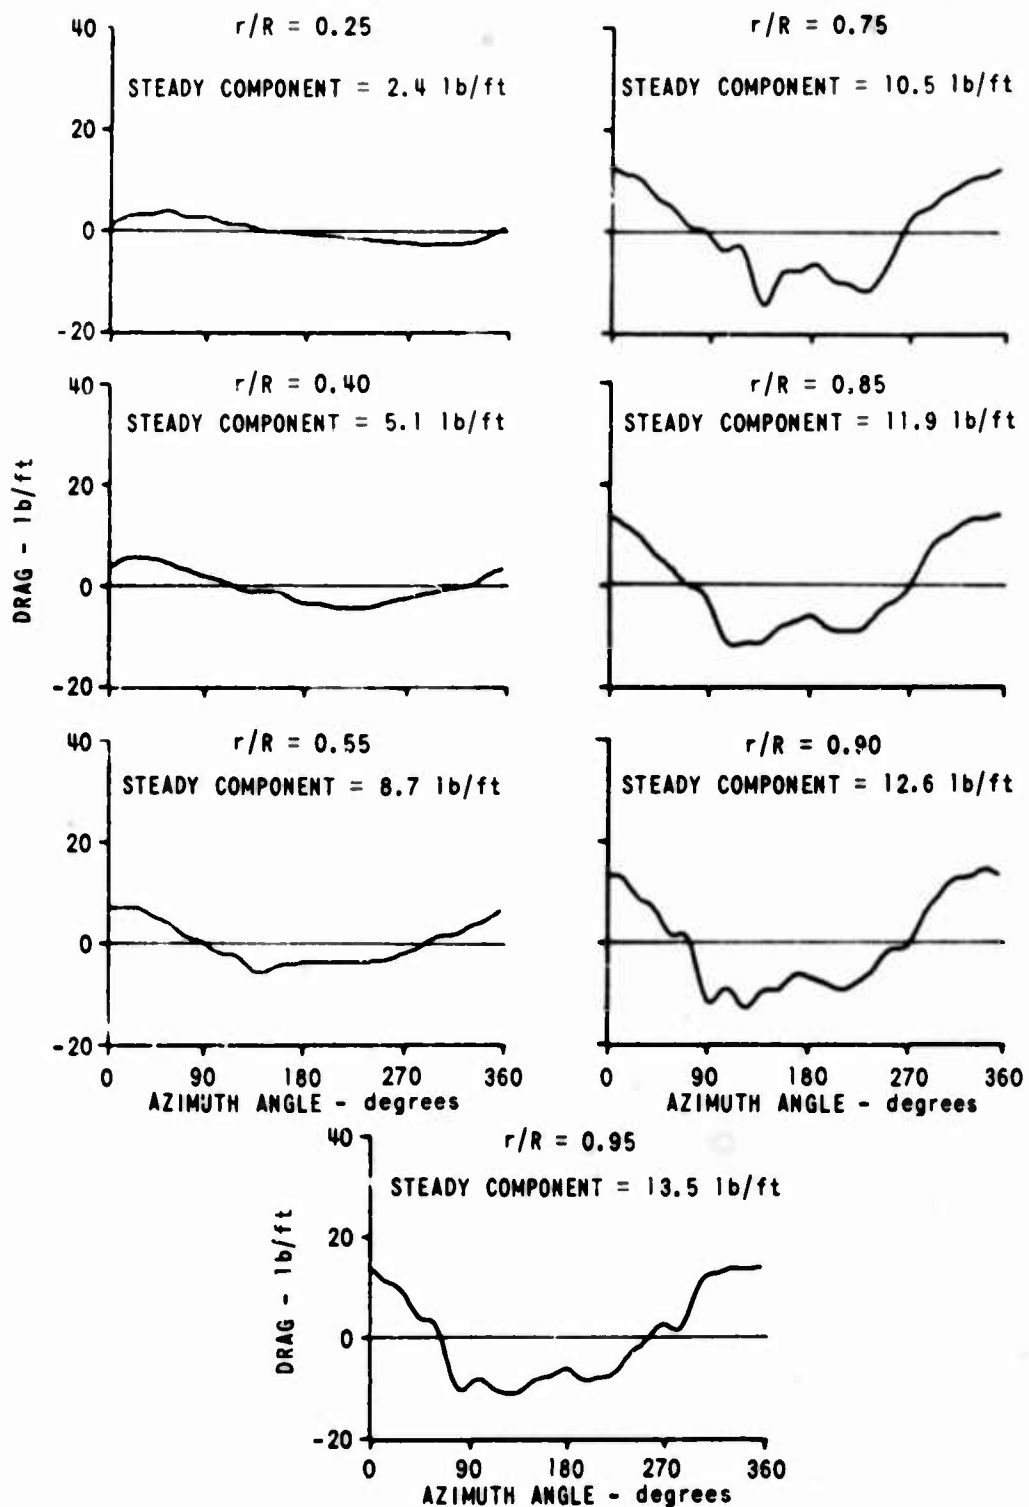 r/R = 0.25
STEADY COMPONENT = 2.4 lb/ft
40
20
0
-20
r/R = 0.75
STEADY COMPONENT = 10.5 lb/ft
r/R = 0.40
STEADY COMPONENT = 5.1 lb/ft
40
20
0
-20
DRAG - lb/ft
r/R = 0.85
STEADY COMPONENT = 11.9 lb/ft
r/R = 0.55
STEADY COMPONENT = 8.7 lb/ft
40
20
0
-20
0 90 180 270 360
AZIMUTH ANGLE - degrees
r/R = 0.90
STEADY COMPONENT = 12.6 lb/ft
0 90 180 270 360
AZIMUTH ANGLE - degrees
r/R = 0.95
STEADY COMPONENT = 13.5 lb/ft
40
20
0
-20
DRAG - lb/ft
0 90 180 270 360
AZIMUTH ANGLE - degrees